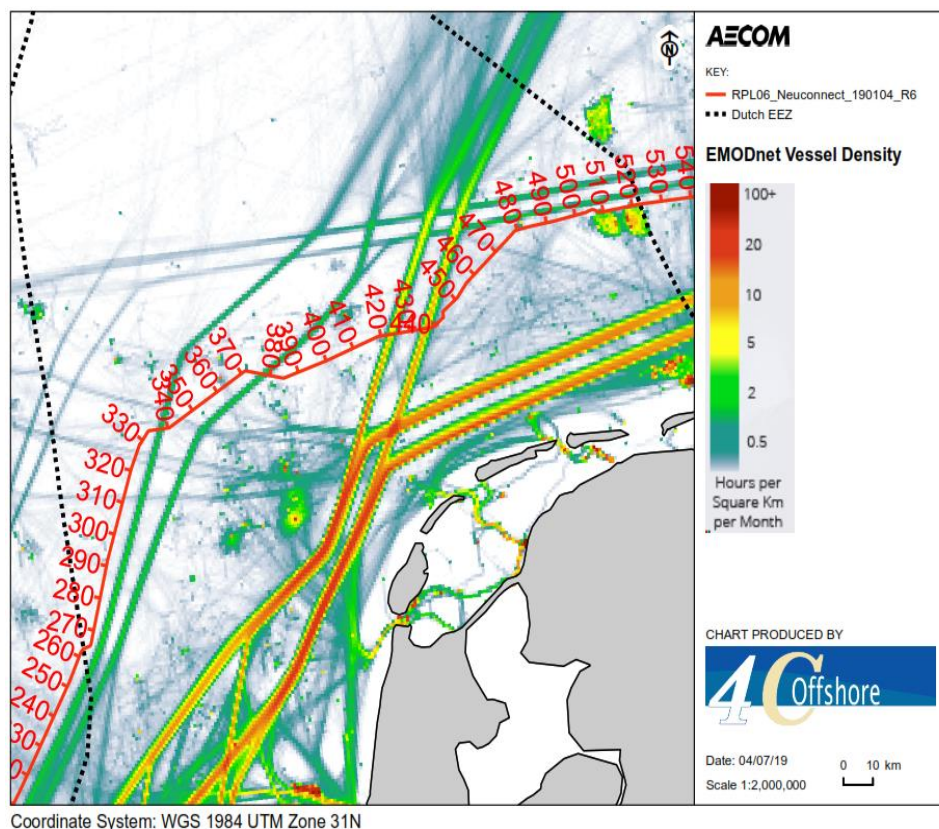 AECOM
KEY:
RPL06_Neuconnect_190104_R6
Dutch EEZ
EMODnet Vessel Density
100+
20
10
5
2
0.5
Hours per
Square Km
per Month
CHART PRODUCED BY
4C Offshore
Date: 04/07/19
0 10 km
Scale 1:2,000,000
N
540
530
520
510
500
490
480
470
460
450
440
430
420
410
400
390
380
370
360
350
340
330
320
310
300
290
280
270
260
250
240
Coordinate System: WGS 1984 UTM Zone 31N